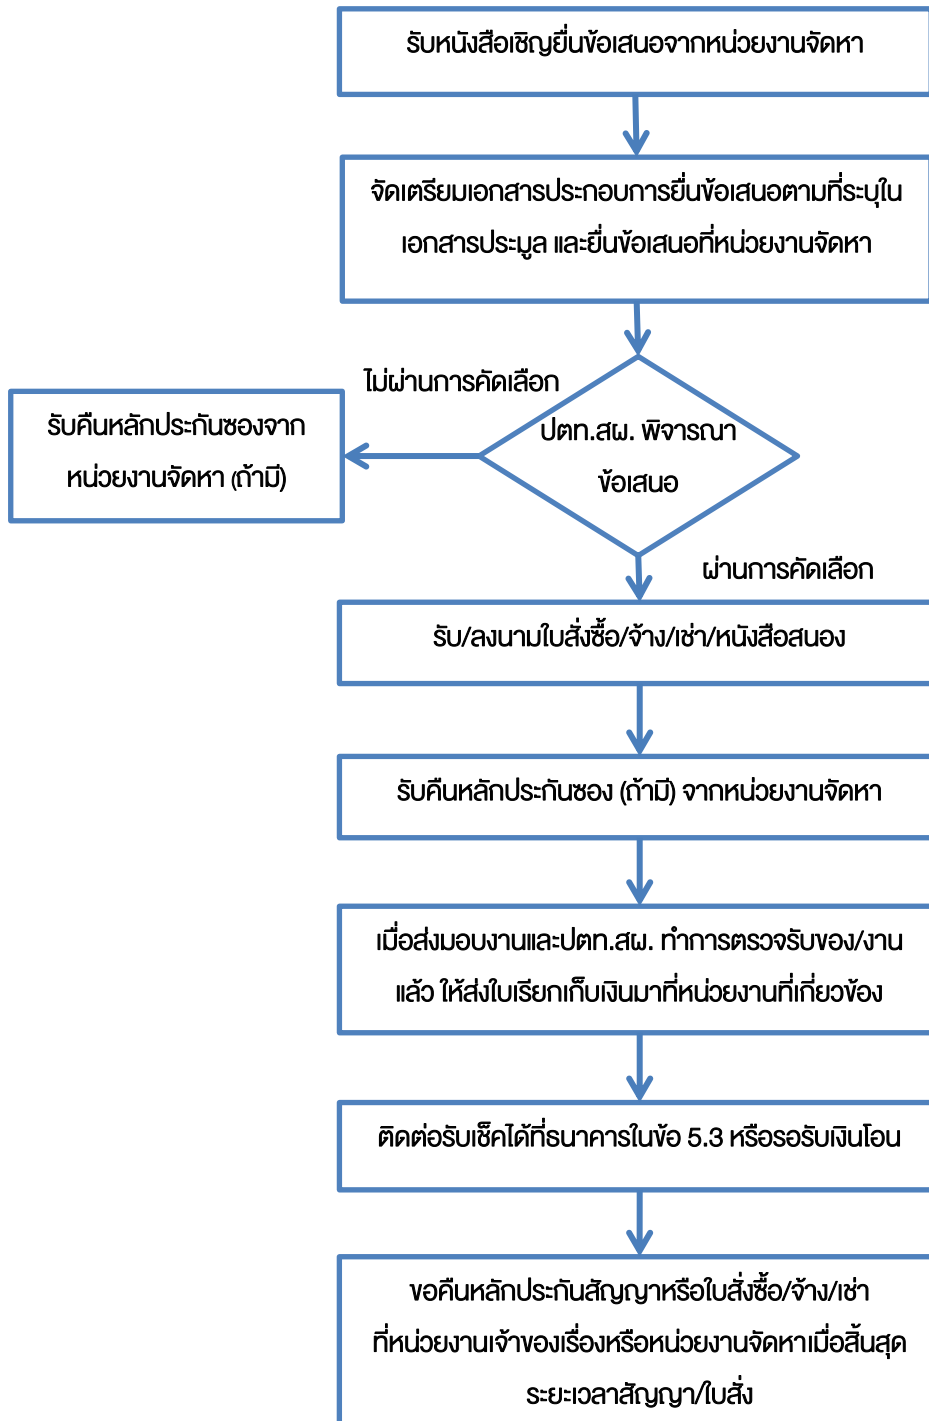 รับหนังสือเชิญยื่นข้อเสนอจากหน่วยงานจัดหา
จัดเตรียมเอกสารประกอบการยื่นข้อเสนอตามที่ระบุใน
เอกสารประมูล และยื่นข้อเสนอที่หน่วยงานจัดหา
ไม่ผ่านการคัดเลือก
รับคืนหลักประกันซองจาก
หน่วยงานจัดหา (ถ้ามี)
ปตท.สผ. พิจารณา
ข้อเสนอ
ผ่านการคัดเลือก
รับ/ลงนามใบสั่งซื้อ/จ้าง/เช่า/หนังสือสนอง
รับคืนหลักประกันซอง (ถ้ามี) จากหน่วยงานจัดหา
เมื่อส่งมอบงานและปตท.สผ. ทำการตรวจรับของ/งาน
แล้ว ให้ส่งใบเรียกเก็บเงินมาที่หน่วยงานที่เกี่ยวข้อง
ติดต่อรับเช็คได้ที่ธนาคารในข้อ 5.3 หรือรอรับเงินโอน
ขอคืนหลักประกันสัญญาหรือใบสั่งซื้อ/จ้าง/เช่า
ที่หน่วยงานเจ้าของเรื่องหรือหน่วยงานจัดหาเมื่อสิ้นสุด
ระยะเวลาสัญญา/ใบสั่ง